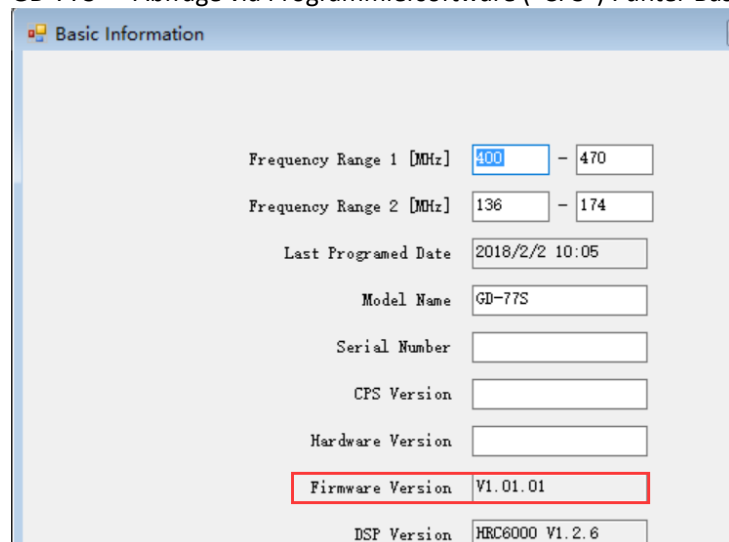 Basic Information
Frequency Range 1 [MHz] 400 - 470
Frequency Range 2 [MHz] 136 - 174
Last Programed Date 2018/2/2 10:05
Model Name GD-77S
Serial Number
CPS Version
Hardware Version
Firmware Version V1.01.01
DSP Version HRC6000 V1.2.6